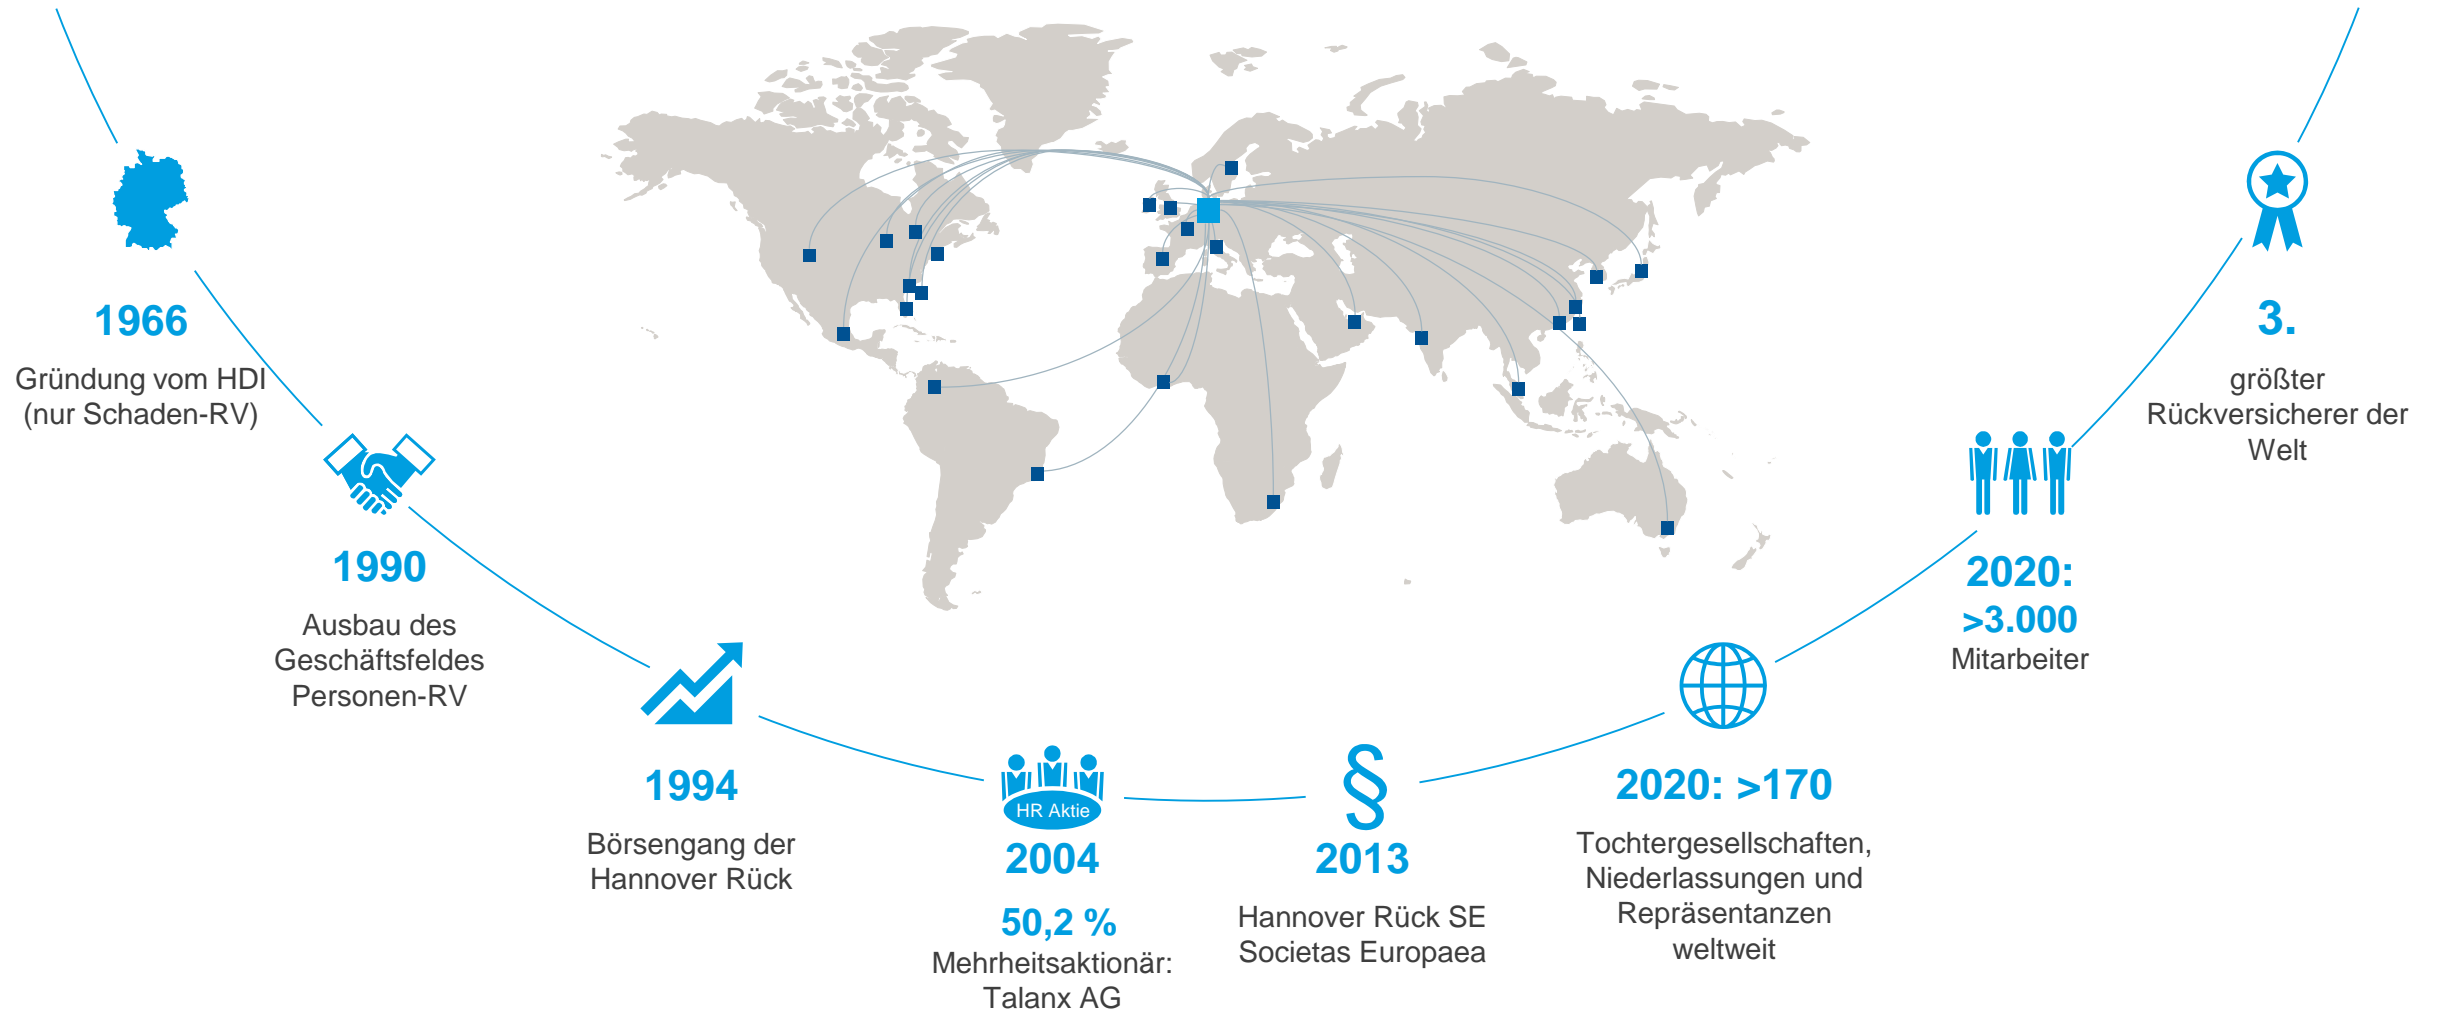 1966
Gründung vom HDI
(nur Schaden-RV)
1990
Ausbau des
Geschäftsfeldes
Personen-RV
1994
Börsengang der
Hannover Rück
HR Aktie
2004
50,2 %
Mehrheitsaktionär:
Talanx AG
§
2013
Hannover Rück SE
Societas Europaea
2020: >170
Tochtergesellschaften,
Niederlassungen und
Repräsentanzen
weltweit
2020:
>3.000
Mitarbeiter
3.
größter
Rückversicherer der
Welt